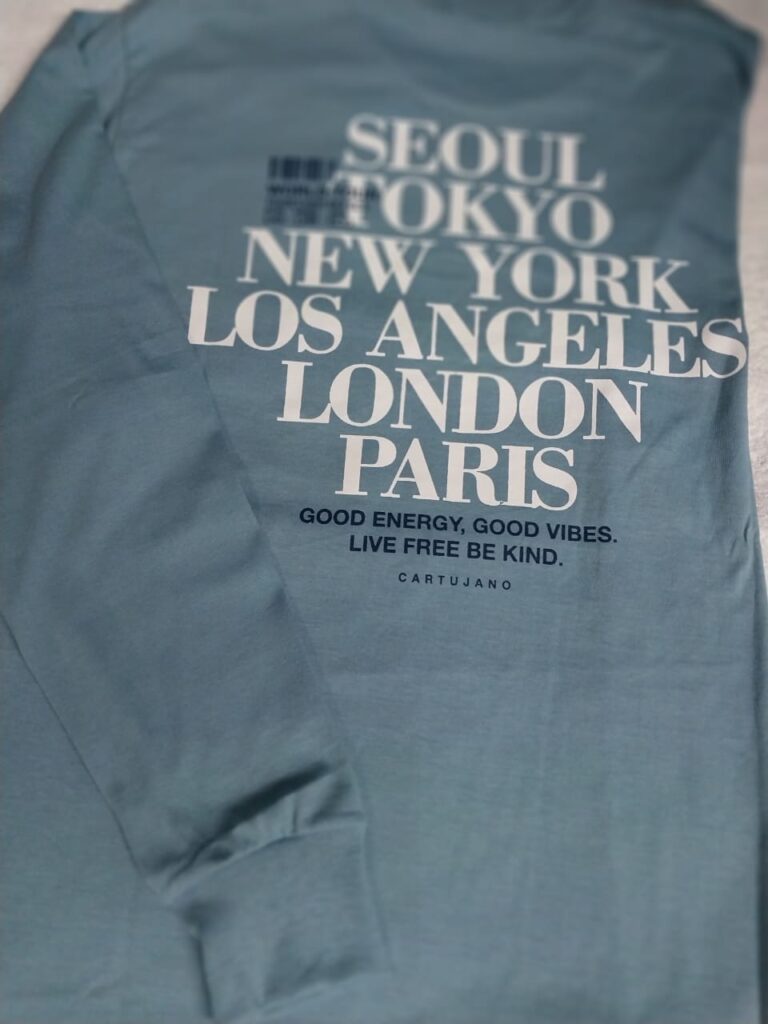 SEOUL
TOKYO
NEW YORK
LOS ANGELES
LONDON
PARIS
GOOD ENERGY, GOOD VIBES.
LIVE FREE BE KIND.
CARTUJANO